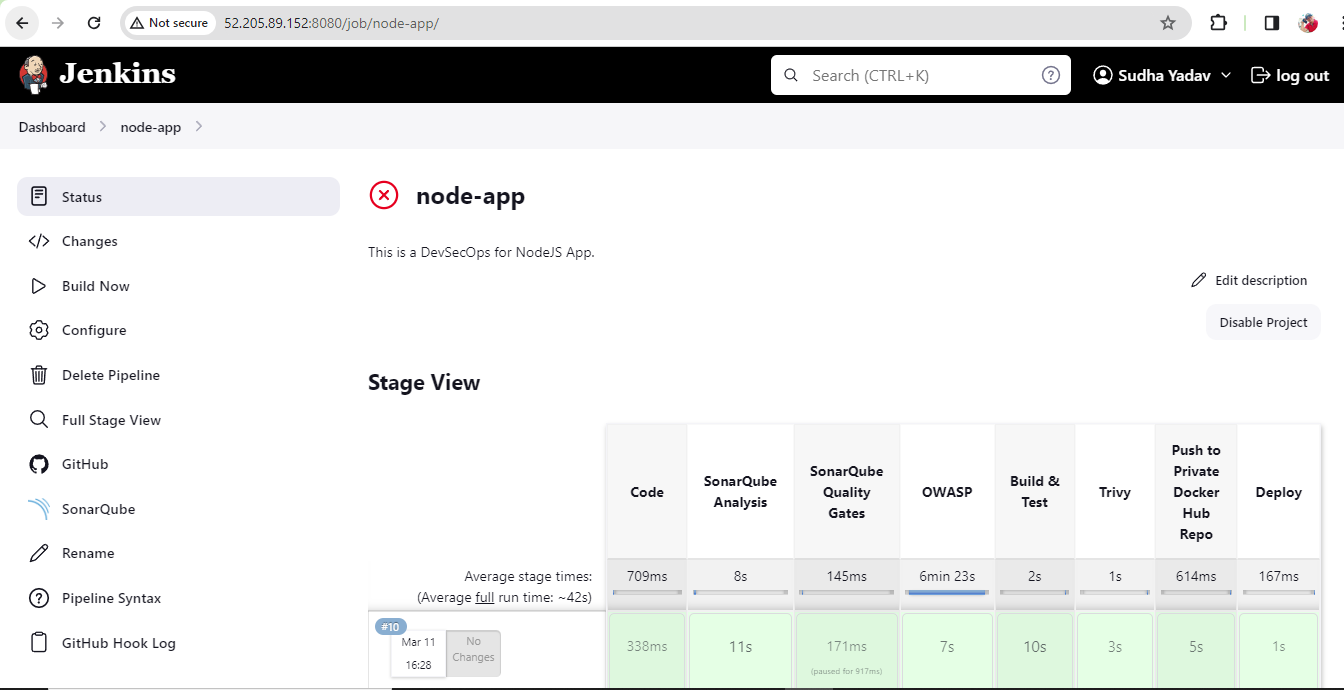 Not secure 52.205.89.152:8080/job/node-app/
Jenkins
Search (CTRL+K)
Sudha Yadav
log out
Dashboard
node-app
Status
Changes
Build Now
Configure
Delete Pipeline
Full Stage View
GitHub
SonarQube
Rename
Pipeline Syntax
GitHub Hook Log
node-app
This is a DevSecOps for NodeJS App.
Edit description
Disable Project
Stage View
Code
SonarQube
Analysis
SonarQube
Quality
Gates
OWASP
Build &
Test
Trivy
Push to
Private
Docker
Hub
Repo
Deploy
Average stage times:
(Average full run time: ~42s)
709ms
8s
145ms
6min 23s
2s
1s
614ms
167ms
#10
Mar 11
16:28
No
Changes
338ms
11s
171ms
(paused for 917ms)
7s
10s
3s
5s
1s